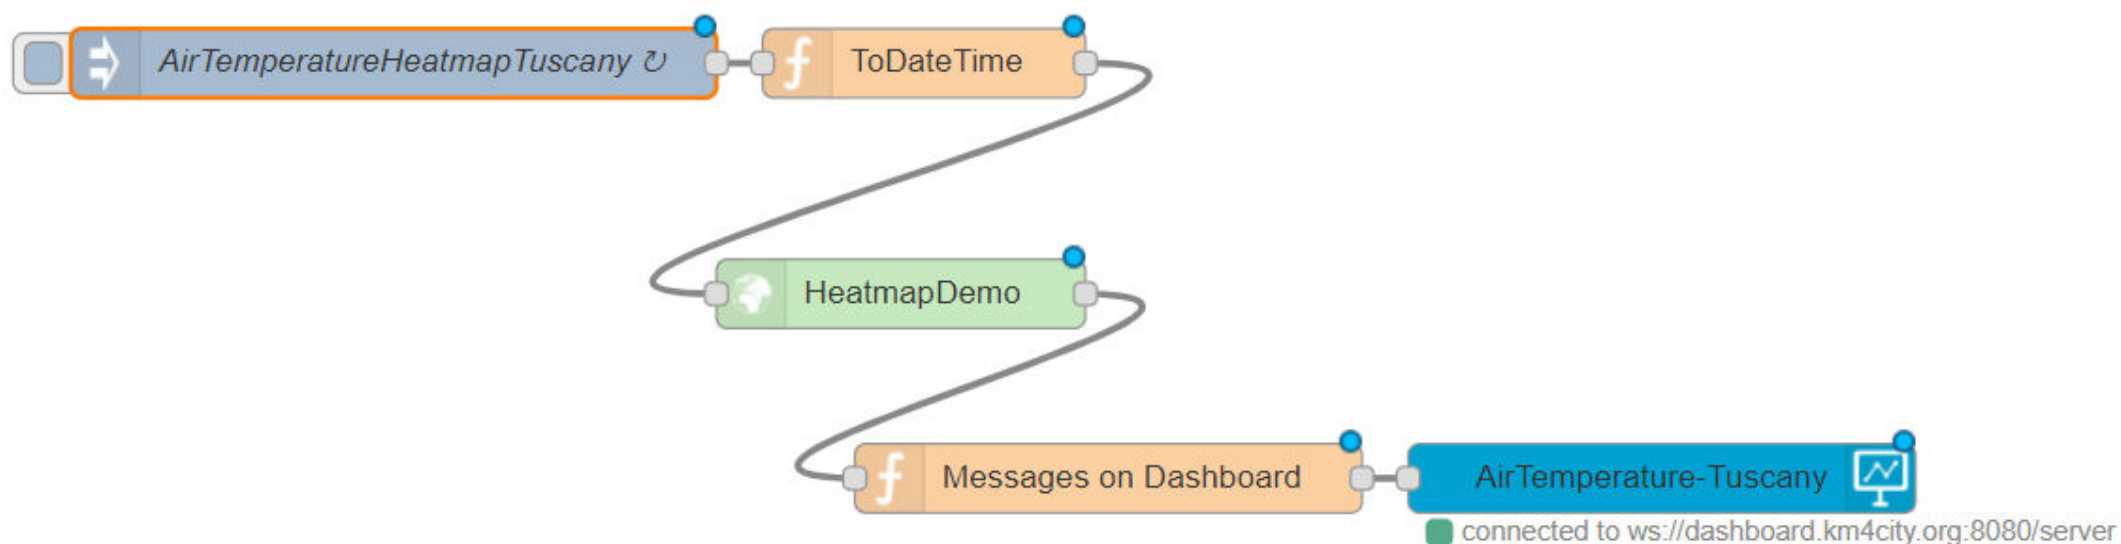 AirTemperatureHeatmapTuscany ↻
ToDateTime
HeatmapDemo
Messages on Dashboard
AirTemperature-Tuscany
connected to ws://dashboard.km4city.org:8080/server